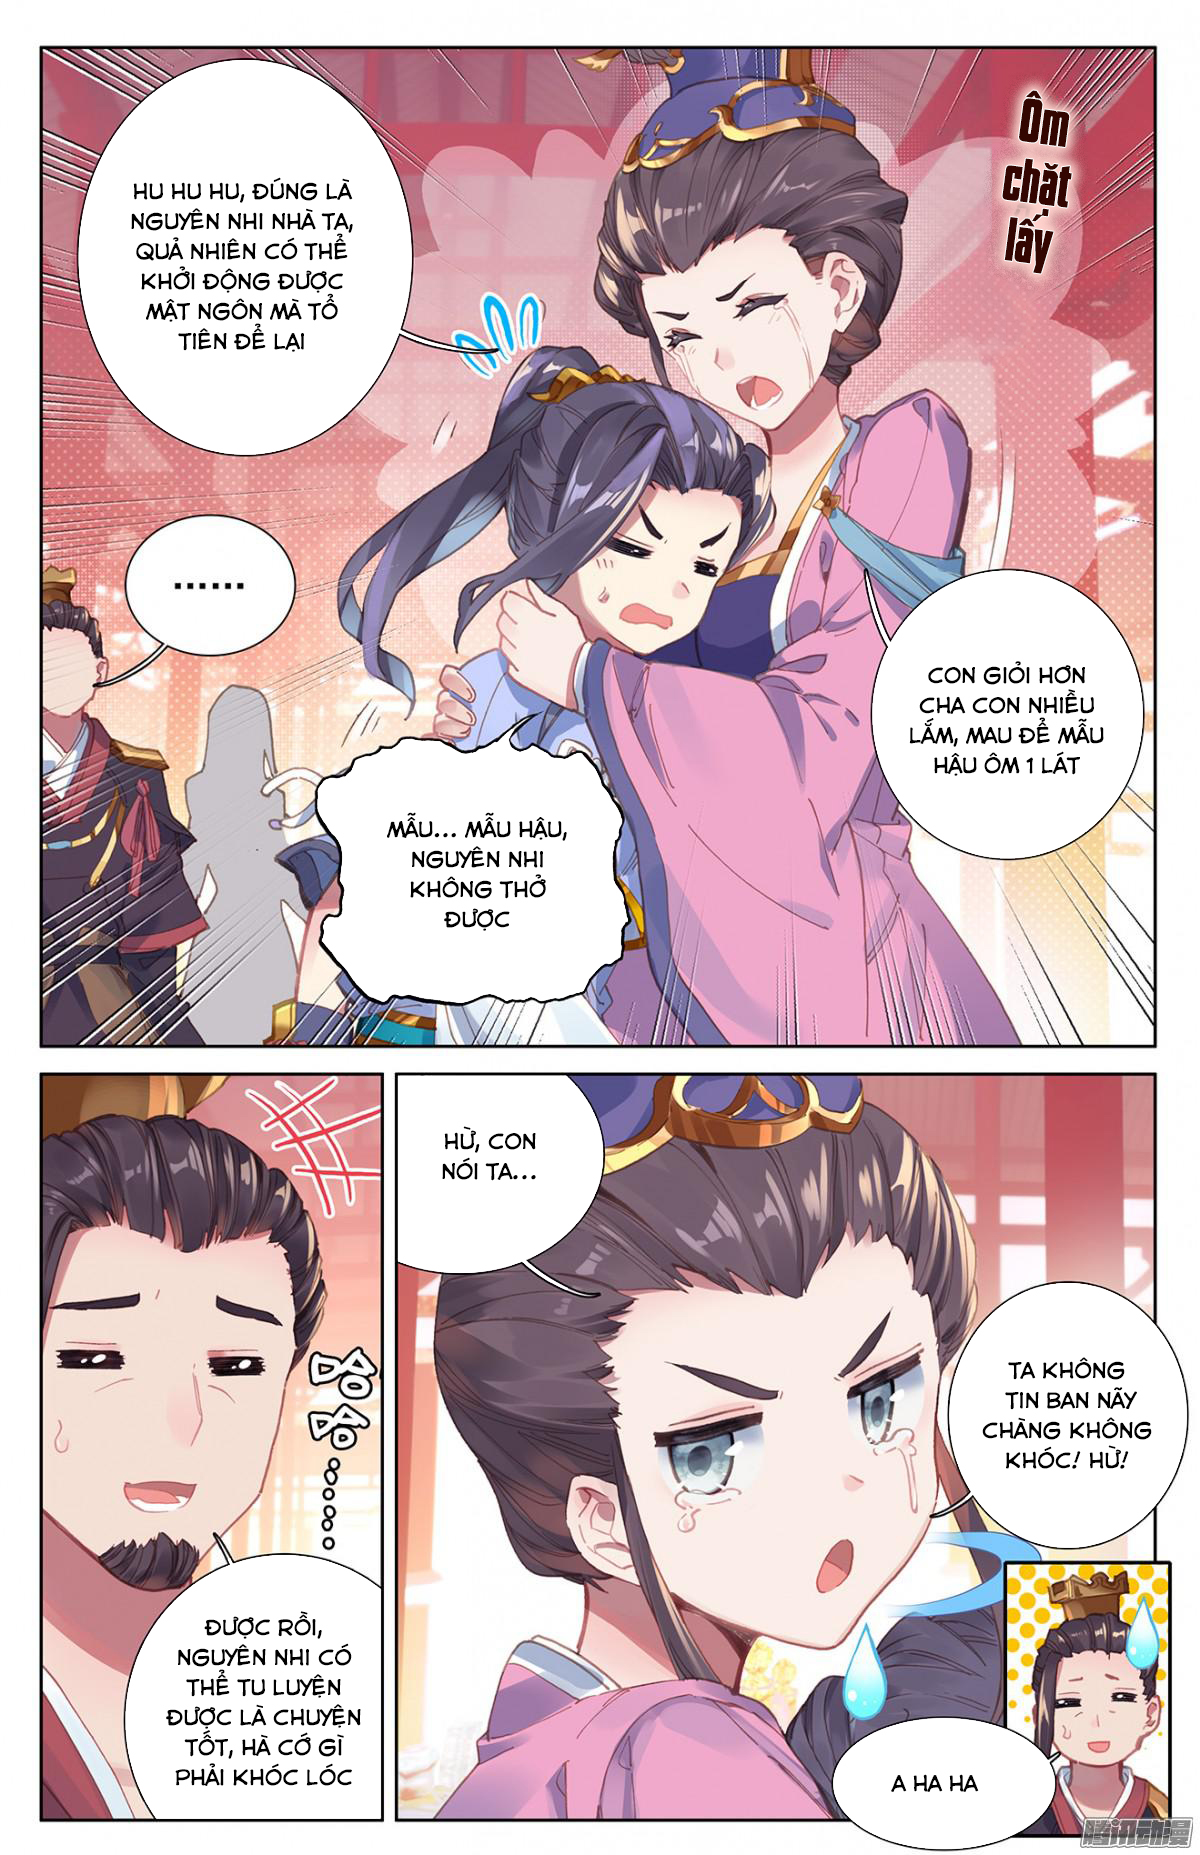 Ôm
chặt
lấy
HU HU HU, ĐÚNG LÀ
NGUYÊN NHI NHÀ TA,
QUẢ NHIÊN CÓ THỂ
KHỞI ĐỘNG ĐƯỢC
MẬT NGÔN MÀ TỔ
TIÊN ĐỂ LẠI
......
CON GIỎI HƠN
CHA CON NHIỀU
LẮM, MAU ĐỂ MẪU
HẬU ÔM 1 LÁT
MẪU... MẪU HẬU,
NGUYÊN NHI
KHÔNG THỞ
ĐƯỢC
ĐƯỢC RỒI,
NGUYÊN NHI CÓ
THỂ TU LUYỆN
ĐƯỢC LÀ CHUYỆN
TỐT, HÀ CỚ GÌ
PHẢI KHÓC LÓC
HỪ, CON
NÓI TA...
TA KHÔNG
TIN BAN NÃY
CHÀNG KHÔNG
KHÓC! HỪ!
A HA HA
腾讯动漫